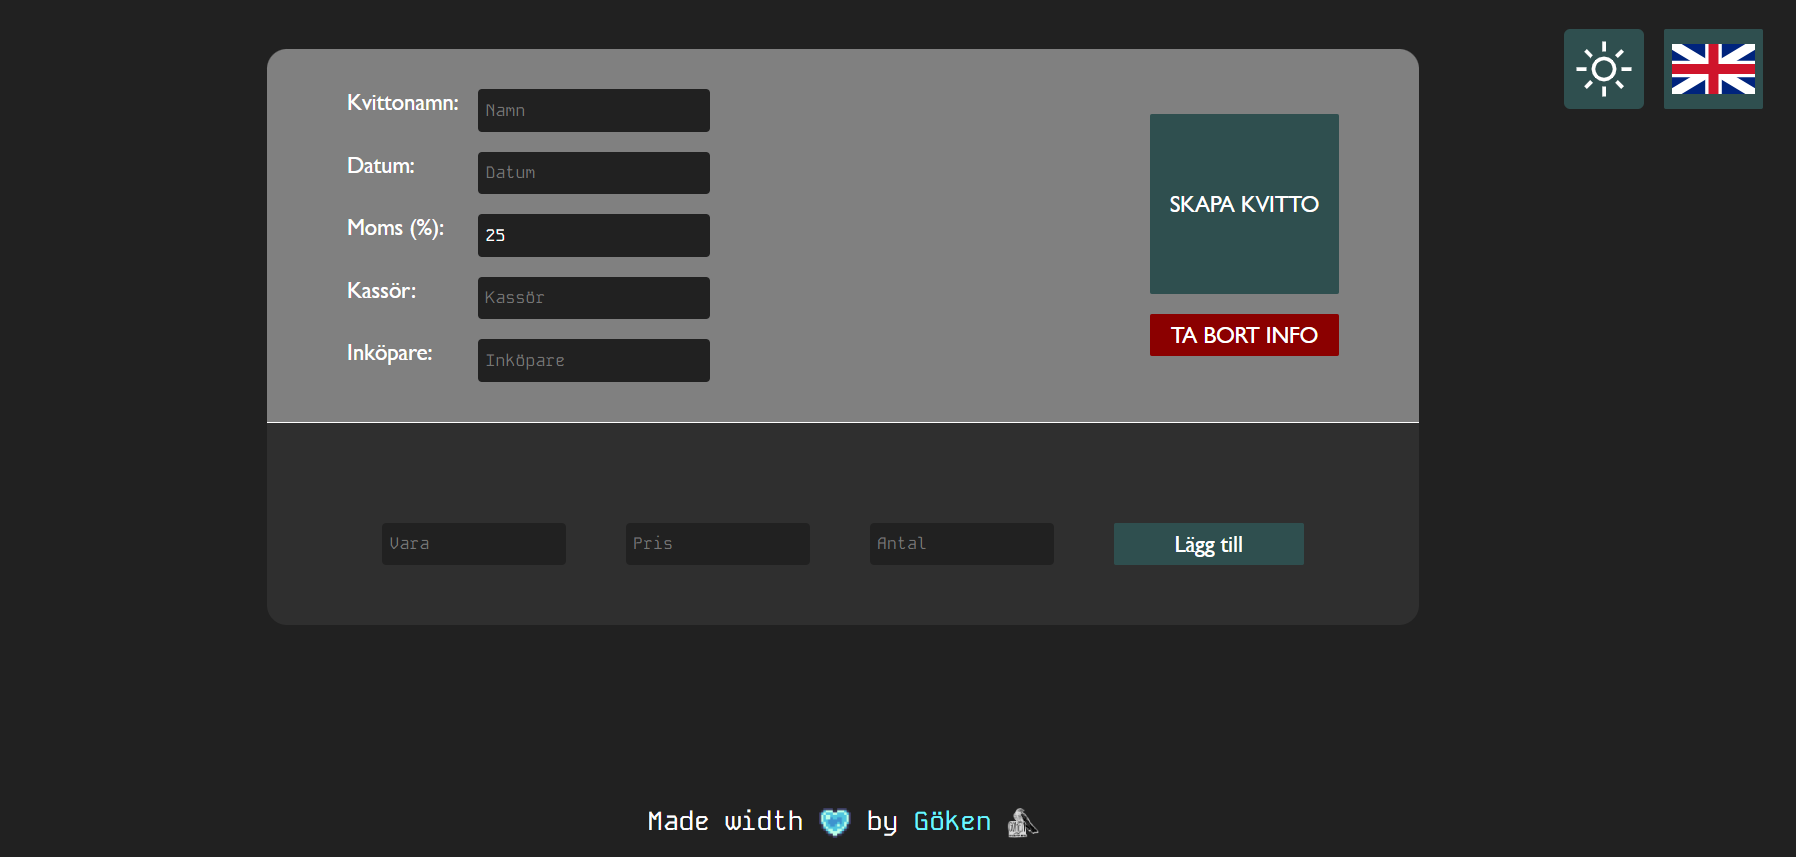 Kvittonamn: Namn
Datum: Datum
Moms (%): 25
Kassör: Kassör
Inköpare: Inköpare
SKAPA KVITTO
TA BORT INFO
Vara Pris Antal Lägg till
Made width by Göken